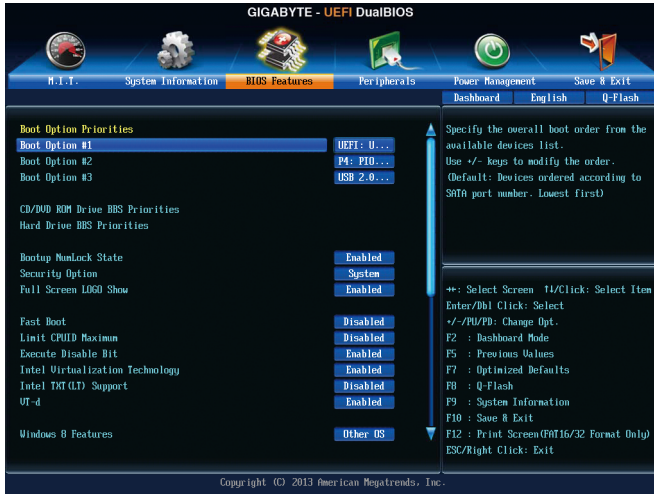 GIGABYTE - UEFI DualBIOS
M.I.T. System Information BIOS Features Peripherals Power Management Save & Exit
Dashboard English Q-Flash
Boot Option Priorities
Boot Option #1 UEFI: U...
Boot Option #2 P4: PIO...
Boot Option #3 USB 2.0...
CD/DVD ROM Drive BBS Priorities
Hard Drive BBS Priorities
Bootup NumLock State Enabled
Security Option System
Full Screen LOGO Show Enabled
Fast Boot Disabled
Limit CPUID Maximum Disabled
Execute Disable Bit Enabled
Intel Virtualization Technology Enabled
Intel TXT(LT) Support Disabled
VT-d Enabled
Windows 8 Features Other OS
Specify the overall boot order from the
available devices list.
Use +/- keys to modify the order.
(Default: Devices ordered according to
SATA port number. Lowest first)
→←: Select Screen ↑↓/Click: Select Item
Enter/Dbl Click: Select
+/-/PU/PD: Change Opt.
F2 : Dashboard Mode
F5 : Previous Values
F7 : Optimized Defaults
F8 : Q-Flash
F9 : System Information
F10 : Save & Exit
F12 : Print Screen(FAT16/32 Format Only)
ESC/Right Click: Exit
Copyright (C) 2013 American Megatrends, Inc.